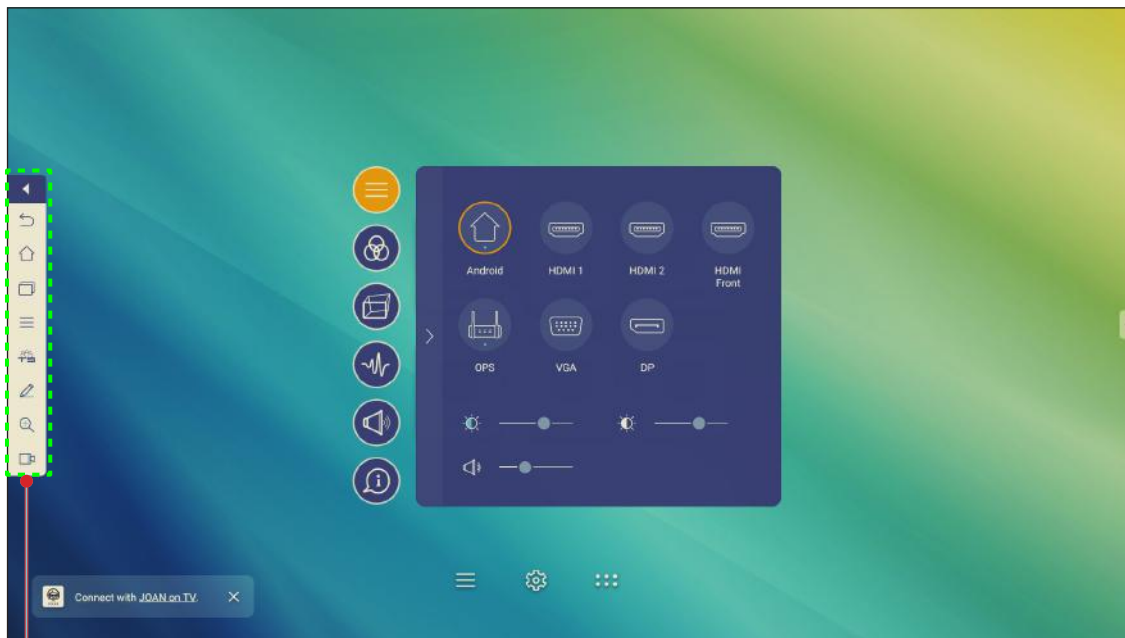 Android
HDMI 1
HDMI 2
HDMI
Front
OPS
VGA
DP
Connect with JOAN on TV.